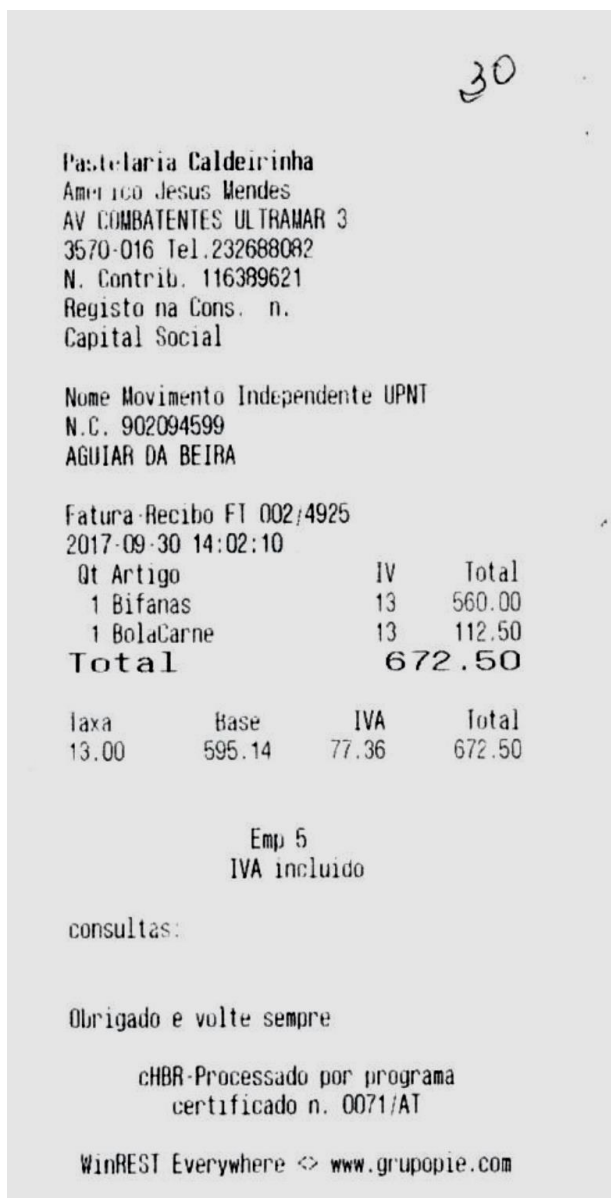 30
Pastelaria Caldeirinha
Americo Jesus Mendes
AV COMBATENTES ULTRAMAR 3
3570-016 Tel.232688082
N. Contrib. 116389621
Registo na Cons. n.
Capital Social
Nome Movimento Independente UPNT
N.C. 902094599
AGUIAR DA BEIRA
Fatura-Recibo FT 002/4925
2017-09-30 14:02:10
Qt Artigo IV Total
1 Bifanas 13 560.00
1 BolaCarne 13 112.50
Total 672.50
Taxa Base IVA Total
13.00 595.14 77.36 672.50
Emp 5
IVA incluido
consultas:
Obrigado e volte sempre
cHBR-Processado por programa
certificado n. 0071/AT
WinREST Everywhere <> www.grupopie.com